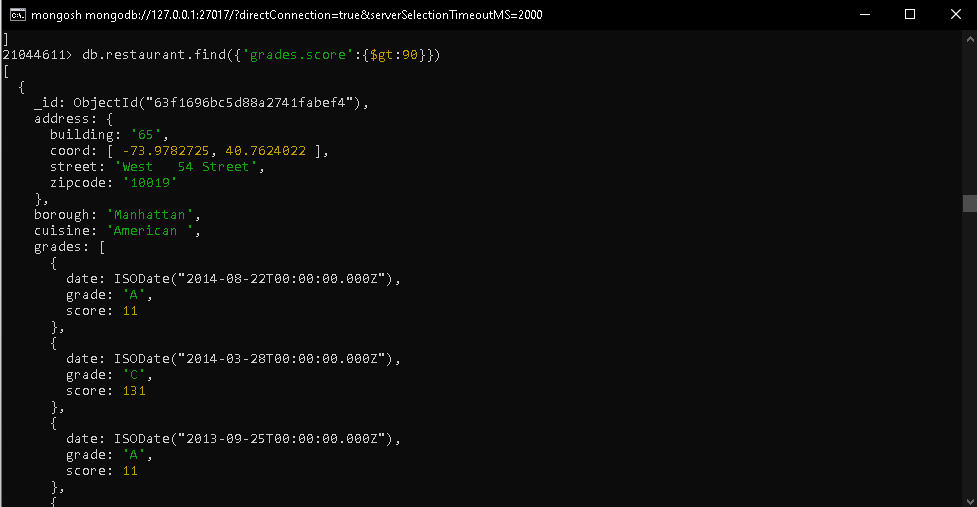 mongosh mongodb://127.0.0.1:27017/?directConnection=true&serverSelectionTimeoutMS=2000
]
21044611> db.restaurant.find({'grades.score':{$gt:90}})
[
  {
    _id: ObjectId("63f1696bc5d88a2741fabef4"),
    address: {
      building: '65',
      coord: [ -73.9782725, 40.7624022 ],
      street: 'West   54 Street',
      zipcode: '10019'
    },
    borough: 'Manhattan',
    cuisine: 'American ',
    grades: [
      {
        date: ISODate("2014-08-22T00:00:00.000Z"),
        grade: 'A',
        score: 11
      },
      {
        date: ISODate("2014-03-28T00:00:00.000Z"),
        grade: 'C',
        score: 131
      },
      {
        date: ISODate("2013-09-25T00:00:00.000Z"),
        grade: 'A',
        score: 11
      },
      {